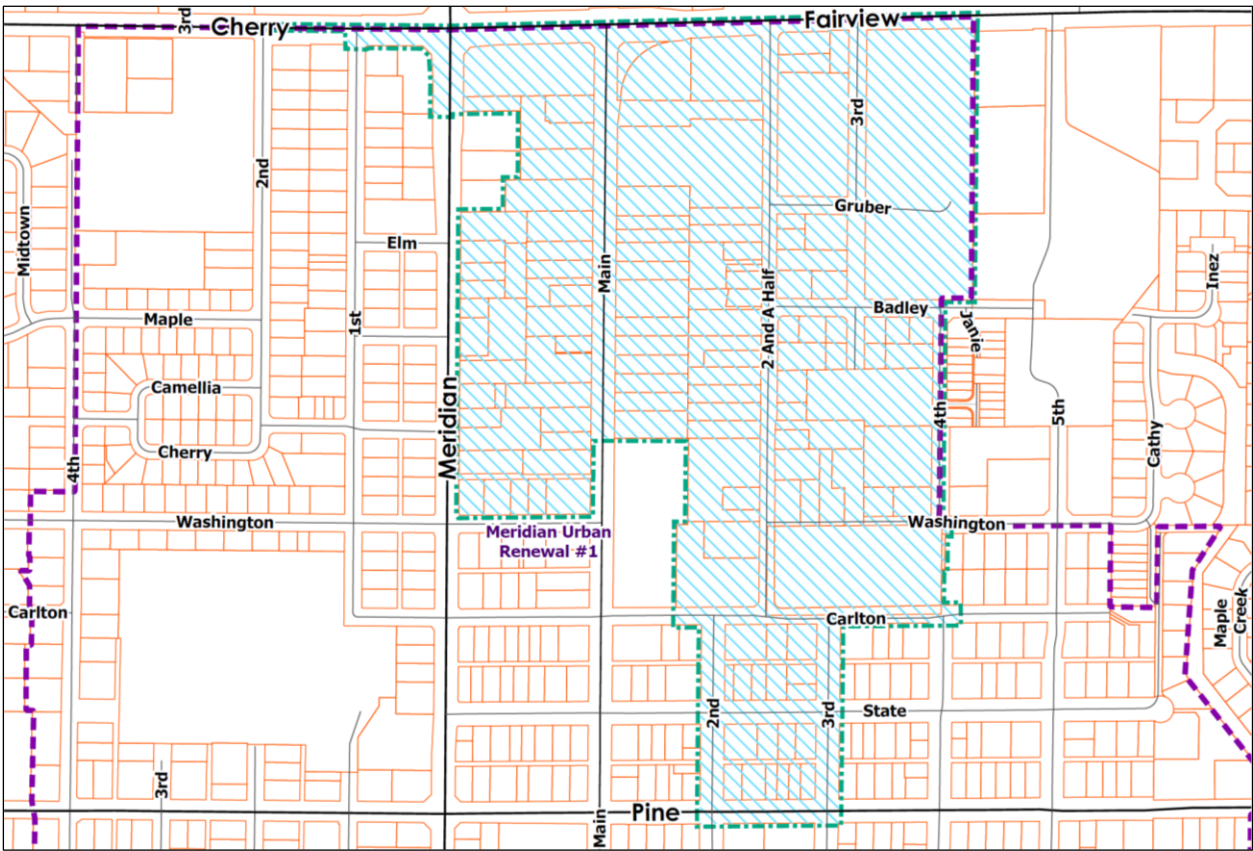 3rd
Cherry
Fairview
2nd
3rd
Midtown
Gruber
Elm
Main
Inez
2 And A Half
Maple
1st
Badley
Janie
Camellia
Meridian
4th
5th
Cathy
Cherry
4th
Washington
Washington
Meridian Urban
Renewal #1
Carlton
Carlton
Maple
Creek
2nd
3rd
State
3rd
Main
Pine